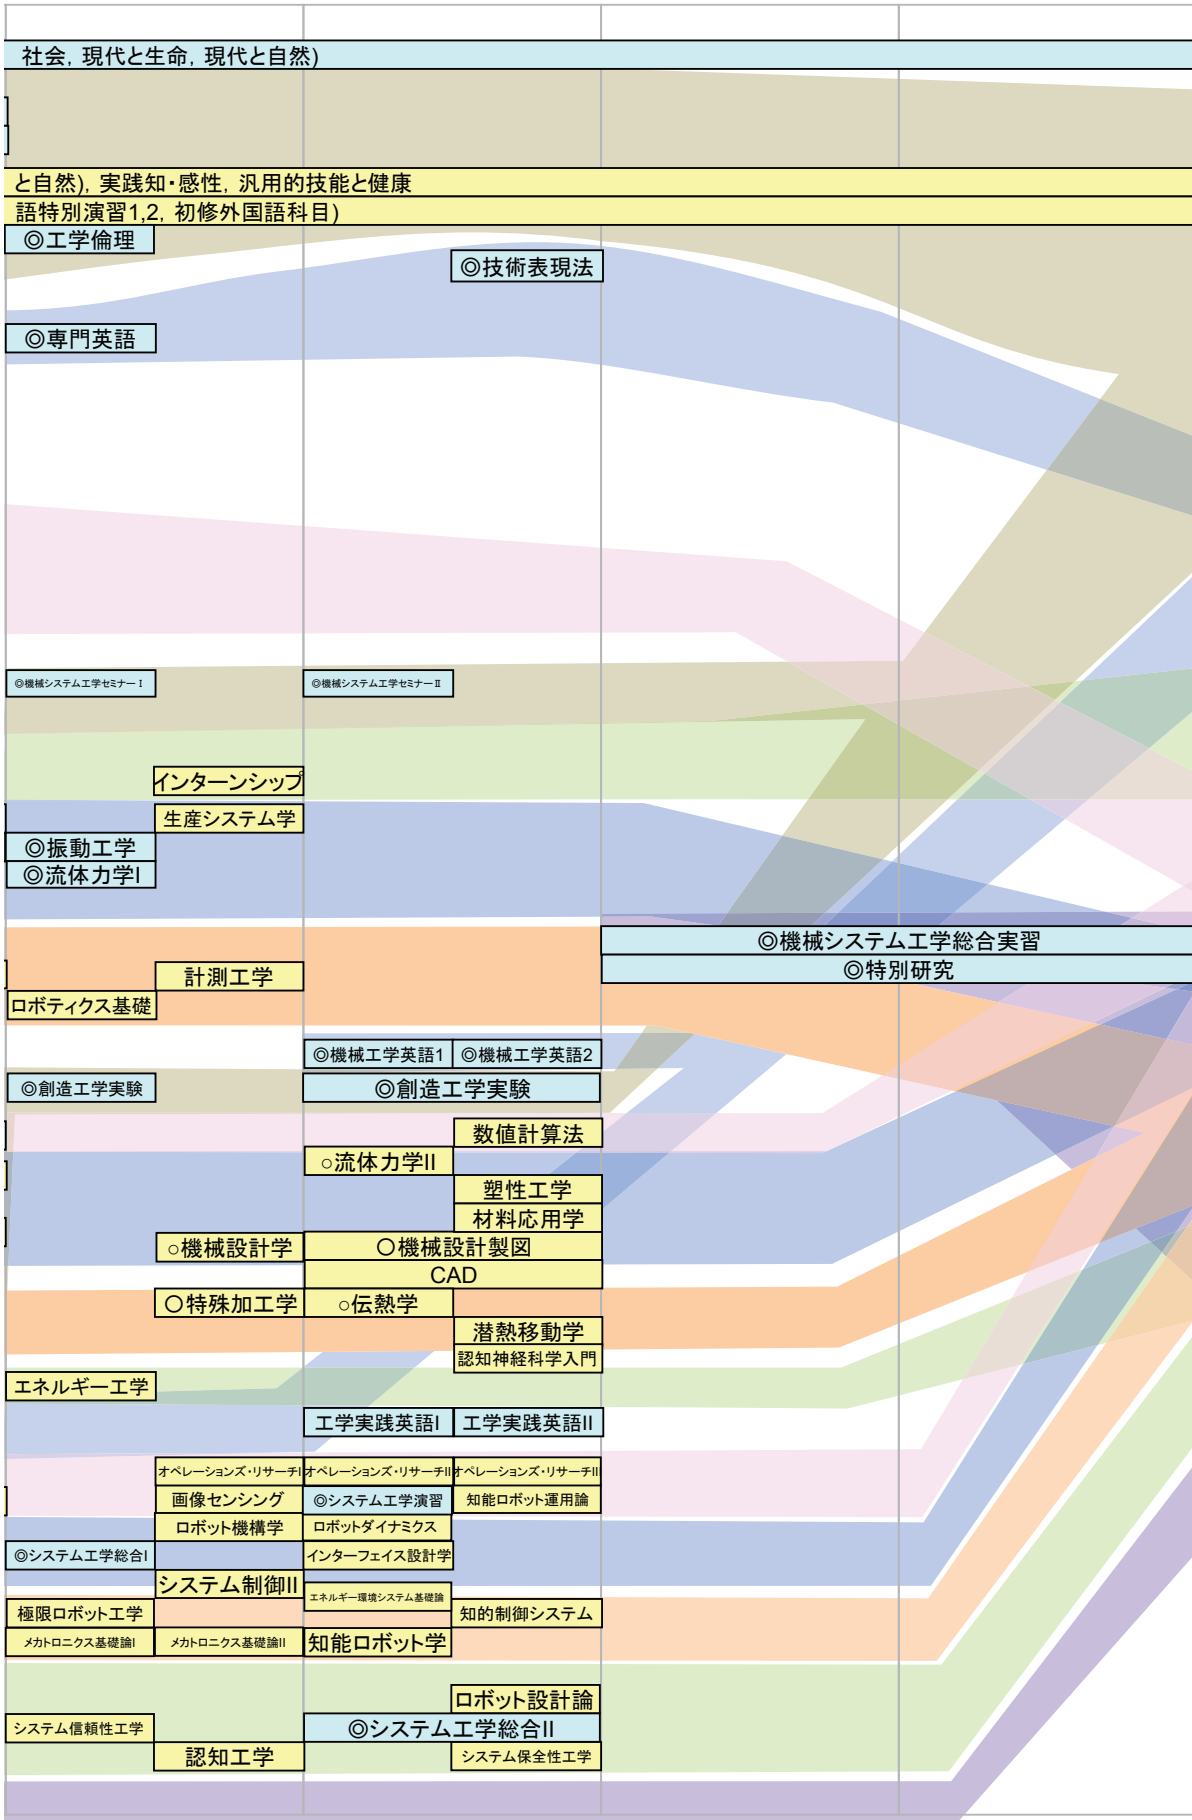 社会, 現代と生命, 現代と自然)
と自然), 実践知・感性, 汎用的技能と健康
語特別演習1,2, 初修外国語科目)
◎工学倫理
◎技術表現法
◎専門英語
◎機械システム工学セミナーⅠ
◎機械システム工学セミナーⅡ
インターンシップ
生産システム学
◎振動工学
◎流体力学I
◎機械システム工学総合実習
◎特別研究
計測工学
ロボティクス基礎
◎機械工学英語1
◎機械工学英語2
◎創造工学実験
◎創造工学実験
数値計算法
○流体力学II
塑性工学
材料応用学
○機械設計学
〇機械設計製図
CAD
〇特殊加工学
○伝熱学
潜熱移動学
認知神経科学入門
エネルギー工学
工学実践英語I
工学実践英語II
オペレーションズ・リサーチI
オペレーションズ・リサーチII
オペレーションズ・リサーチIII
画像センシング
◎システム工学演習
知能ロボット運用論
ロボット機構学
ロボットダイナミクス
◎システム工学総合I
インターフェイス設計学
システム制御II
エネルギー環境システム基礎論
極限ロボット工学
知的制御システム
メカトロニクス基礎論I
メカトロニクス基礎論II
知能ロボット学
ロボット設計論
システム信頼性工学
◎システム工学総合II
認知工学
システム保全性工学